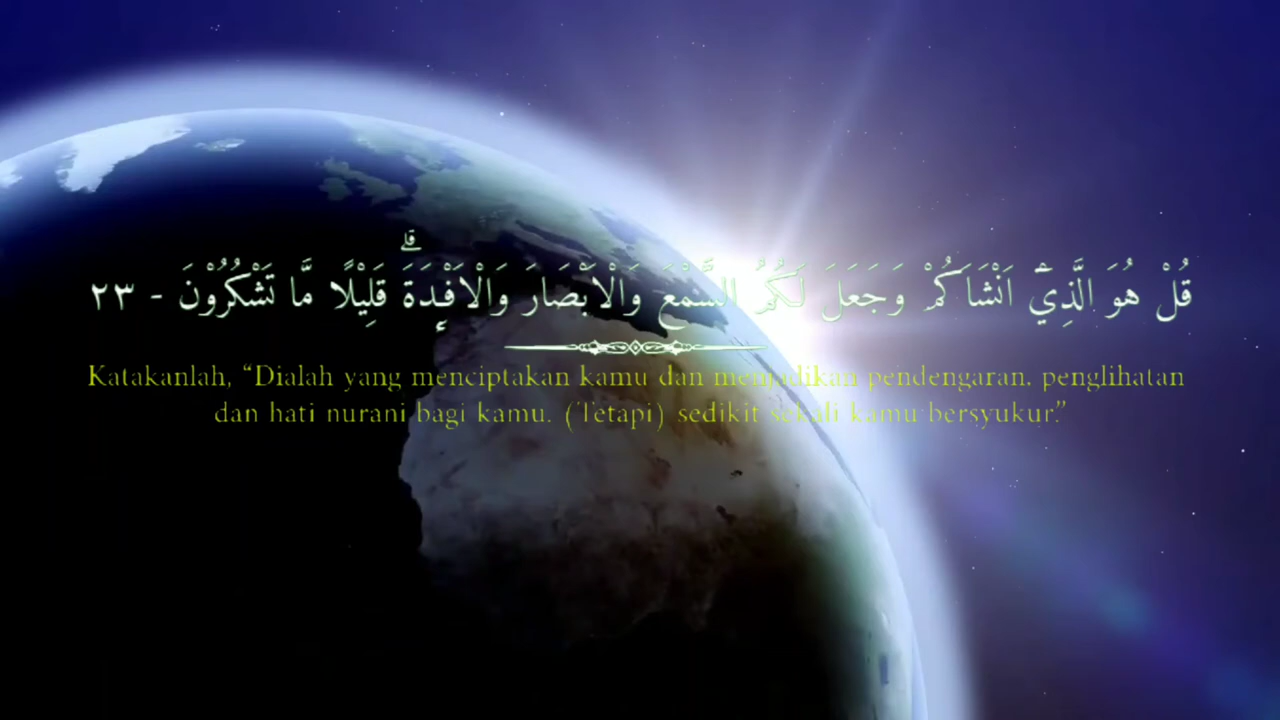 قُلْ هُوَ الَّذِيْٓ اَنْشَاَكُمْ وَجَعَلَ لَكُمُ السَّمْعَ وَالْاَبْصَارَ وَالْاَفْـِٕدَةَۗ قَلِيْلًا مَّا تَشْكُرُوْنَ - ٢٣
Katakanlah, “Dialah yang menciptakan kamu dan menjadikan pendengaran, penglihatan
dan hati nurani bagi kamu. (Tetapi) sedikit sekali kamu bersyukur.”